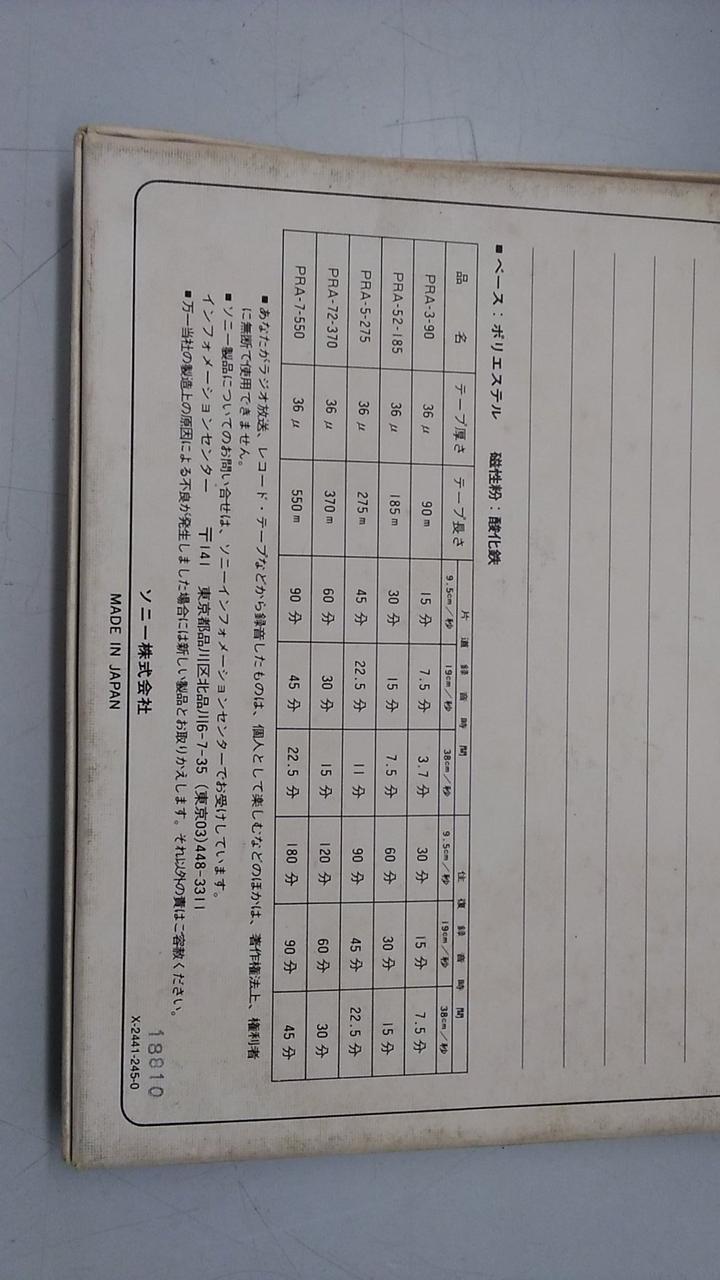 ■ ベース：ポリエステル　磁性粉：酸化鉄
品　名　テープ厚さ　テープ長さ　片道録音時間　往復録音時間
9.5cm／秒　19cm／秒　38cm／秒　9.5cm／秒　19cm／秒　38cm／秒
PRA-3-90　36μ　90m　15分　7.5分　3.7分　30分　15分　7.5分
PRA-52-185　36μ　185m　30分　15分　7.5分　60分　30分　15分
PRA-5-275　36μ　275m　45分　22.5分　11分　90分　45分　22.5分
PRA-72-370　36μ　370m　60分　30分　15分　120分　60分　30分
PRA-7-550　36μ　550m　90分　45分　22.5分　180分　90分　45分
■ あなたがラジオ放送、レコード・テープなどから録音したものは、個人として楽しむなどのほかは、著作権法上、権利者
に無断で使用できません。
■ ソニー製品についてのお問い合せは、ソニーインフォメーションセンターでお受けしています。
インフォメーションセンター　〒141　東京都品川区北品川6-7-35（東京03）448-3311
■ 万一当社の製造上の原因による不良が発生しました場合には新しい製品とお取りかえします。それ以外の責はご容赦ください。
18810
ソニー株式会社
MADE IN JAPAN
X-2441-245-0